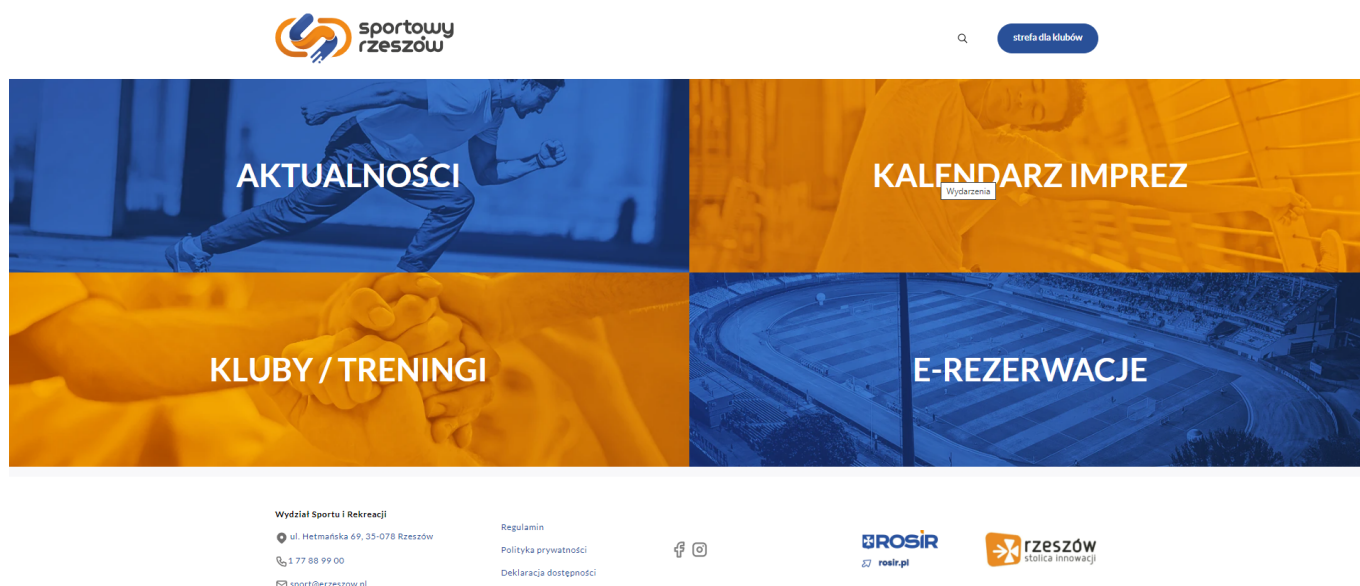 sportowy
rzeszów
strefa dla klubów
AKTUALNOŚCI
KALENDARZ IMPREZ
Wydarzenia
KLUBY / TRENINGI
E-REZERWACJE
Wydział Sportu i Rekreacji
ul. Hetmańska 69, 35-078 Rzeszów
1 77 88 99 00
sport@erzeszow.pl
Regulamin
Polityka prywatności
Deklaracja dostępności
ROSiR
rosir.pl
rzeszów
stolica innowacji